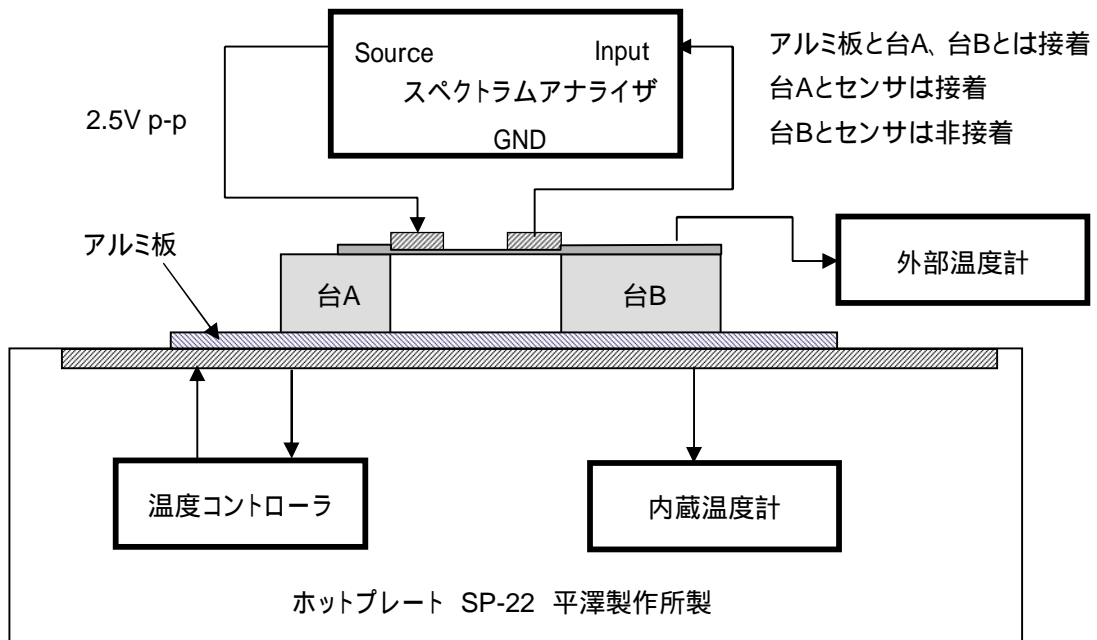 Source
Input
スペクトラムアナライザ
GND
2.5V p-p
アルミ板と台A、台Bとは接着
台Aとセンサは接着
台Bとセンサは非接着
アルミ板
台A
台B
外部温度計
温度コントローラ
内蔵温度計
ホットプレート SP-22 平澤製作所製